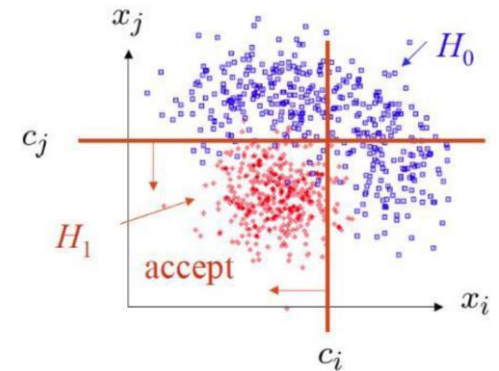 x_j
H_0
c_j
H_1
accept
x_i
c_i